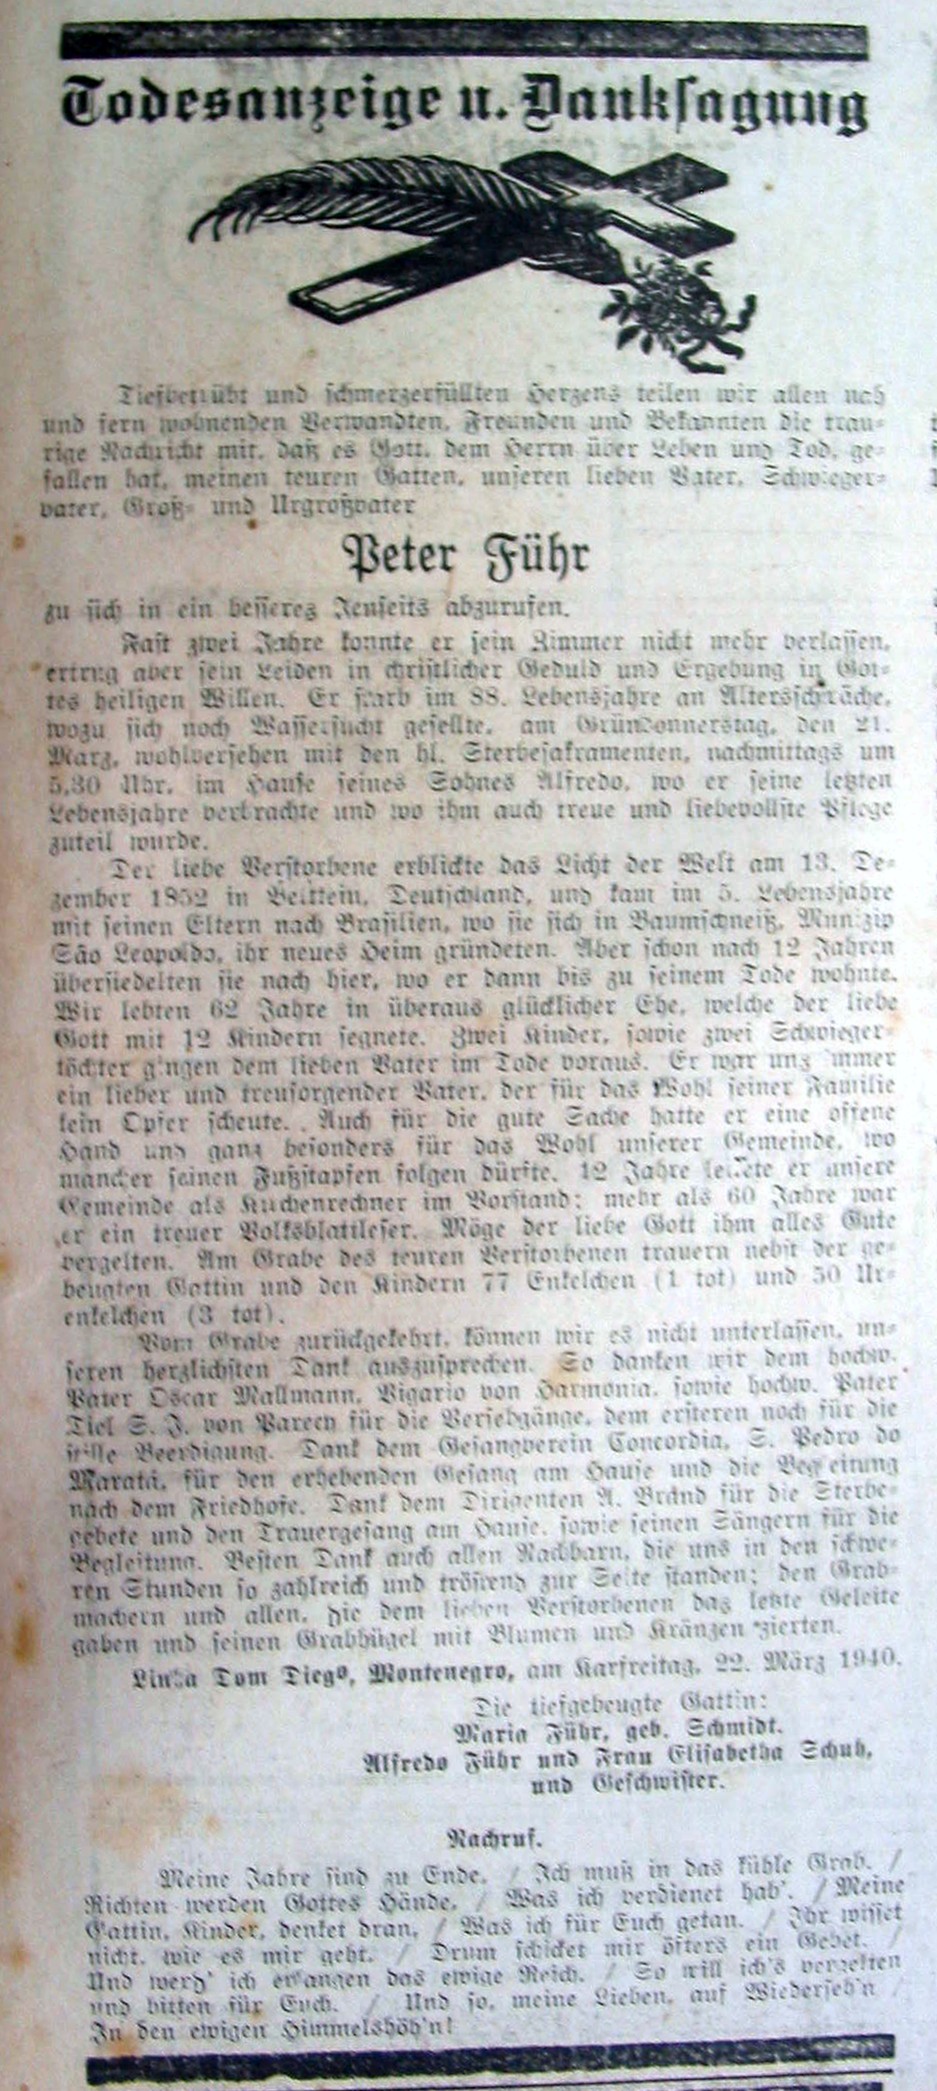 Todesanzeige u. Danksagung
Tiefbetrübt und schmerzerfüllten Herzens teilen wir allen nah
und fern wohnenden Verwandten, Freunden und Bekannten die trau-
rige Nachricht mit, daß es Gott, dem Herrn über Leben und Tod, ge-
fallen hat, meinen teuren Gatten, unseren lieben Vater, Schwieger-
vater, Groß- und Urgroßvater
Peter Führ
zu sich in ein besseres Jenseits abzurufen.
Fast zwei Jahre konnte er sein Zimmer nicht mehr verlassen,
ertrug aber sein Leiden in christlicher Geduld und Ergebung in Got-
tes heiligen Willen. Er starb im 88. Lebensjahre an Altersschwäche,
wozu sich noch Wassersucht gesellte, am Gründonnerstag, den 21.
März, wohlversehen mit den hl. Sterbesakramenten, nachmittags um
5,30 Uhr, im Hause seines Sohnes Alfredo, wo er seine letzten
Lebensjahre verbrachte und wo ihm auch treue und liebevollste Pflege
zuteil wurde.
Der liebe Verstorbene erblickte das Licht der Welt am 13. De-
zember 1852 in Deutschland, und kam im 5. Lebensjahre
mit seinen Eltern nach Brasilien, wo sie sich in Baumschneiß, Munizip
São Leopoldo, ihr neues Heim gründeten. Aber schon nach 12 Jahren
übersiedelten sie nach hier, wo er dann bis zu seinem Tode wohnte.
Wir lebten 62 Jahre in überaus glücklicher Ehe, welche der liebe
Gott mit 12 Kindern segnete. Zwei Kinder, sowie zwei Schwieger-
töchter gingen dem lieben Vater im Tode voraus. Er war uns immer
ein lieber und treusorgender Vater, der für das Wohl seiner Familie
kein Opfer scheute. Auch für die gute Sache hatte er eine offene
Hand und ganz besonders für das Wohl unserer Gemeinde, wo
mancher seinen Fußstapfen folgen dürfte. 12 Jahre leitete er unsere
Gemeinde als Kirchenrechner im Vorstand; mehr als 60 Jahre war
er ein treuer Volksblattleser. Möge der liebe Gott ihm alles Gute
vergelten. Am Grabe des teuren Verstorbenen trauern nebst der ge-
beugten Gattin und den Kindern 77 Enkelchen (1 tot) und 50 Ur-
enkelchen (3 tot).
Vom Grabe zurückgekehrt, können wir es nicht unterlassen, un-
seren herzlichsten Dank auszusprechen. So danken wir dem hochw.
Pater Oscar Mallmann, Vigario von Harmonia, sowie hochw. Pater
Tiel S. J. von Parecy für die Versehgänge, dem ersteren noch für die
stille Beerdigung. Dank dem Gesangverein Concordia, S. Pedro do
Maratá, für den erhebenden Gesang am Hause und die Begleitung
nach dem Friedhofe. Dank dem Dirigenten A. Brand für die Sterbe-
gebete und den Trauergesang am Hause, sowie seinen Sängern für die
Begleitung. Besten Dank auch allen Nachbarn, die uns in den schwe-
ren Stunden so zahlreich und tröstend zur Seite standen; den Grab-
machern und allen, die dem lieben Verstorbenen das letzte Geleite
gaben und seinen Grabhügel mit Blumen und Kränzen zierten.
Linha Dom Diego, Montenegro, am Karfreitag, 22. März 1940.
Die tiefgebeugte Gattin:
Maria Führ, geb. Schmidt.
Alfredo Führ und Frau Elisabetha Schuh,
und Geschwister.
Nachruf.
Meine Jahre sind zu Ende, / Ich muß in das kühle Grab. /
Richten werden Gottes Hände, / Was ich verdienet hab'. / Meine
Gattin, Kinder, denket dran, / Was ich für Euch getan. / Ihr wisset
nicht, wie es mir geht. / Drum schicket mir öfters ein Gebet. /
Und werd' ich erlangen das ewige Reich. / So will ich's vergelten
und bitten für Euch. / Und so, meine Lieben, auf Wiederseh'n /
In den ewigen Himmelshöh'n!